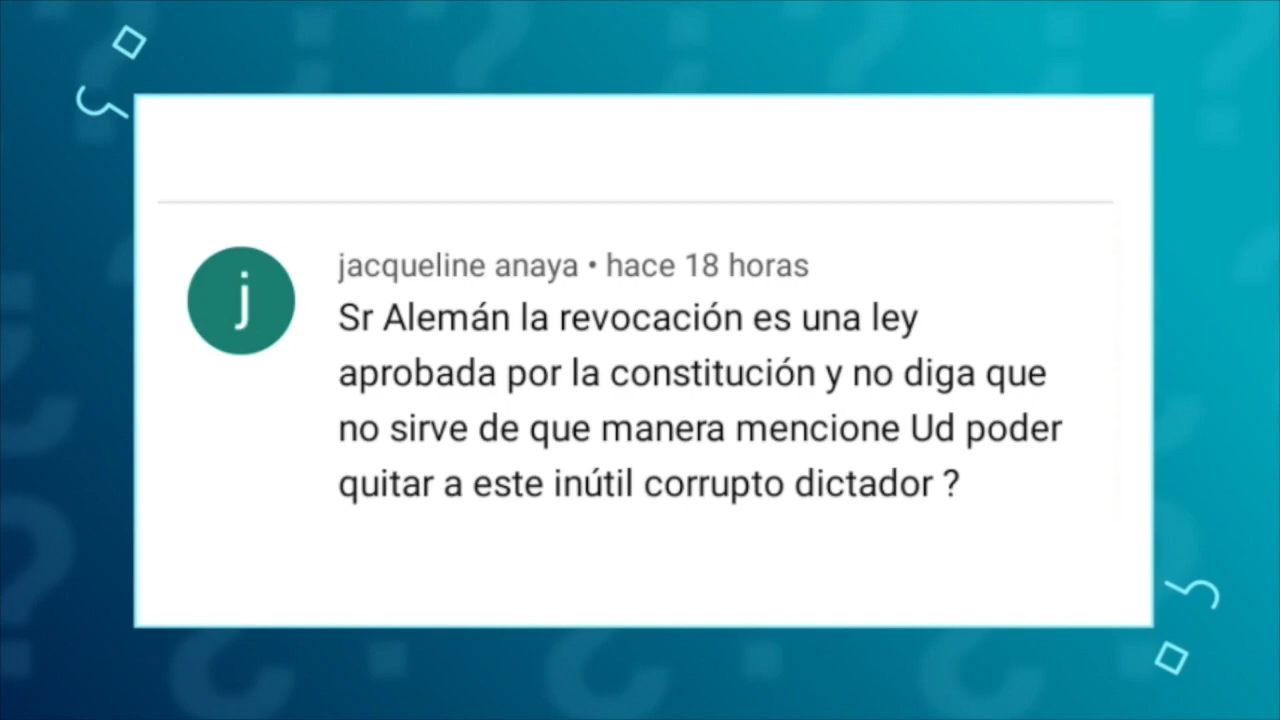 j
jacqueline anaya • hace 18 horas
Sr Alemán la revocación es una ley
aprobada por la constitución y no diga que
no sirve de que manera mencione Ud poder
quitar a este inútil corrupto dictador ?